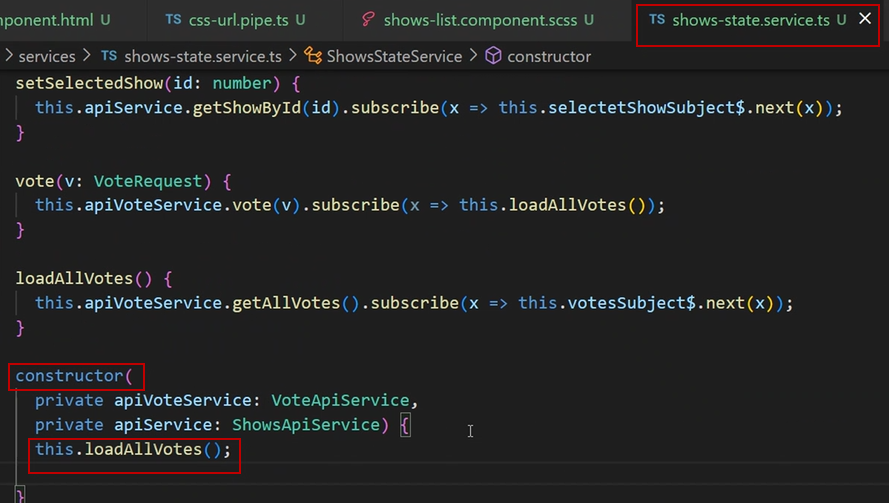 ponent.html U
TS css-url.pipe.ts U
shows-list.component.scss U
TS shows-state.service.ts U ×
> services > TS shows-state.service.ts > ShowsStateService > constructor
setSelectedShow(id: number) {
this.apiService.getShowById(id).subscribe(x => this.selectetShowSubject$.next(x));
}
vote(v: VoteRequest) {
this.apiVoteService.vote(v).subscribe(x => this.loadAllVotes());
}
loadAllVotes() {
this.apiVoteService.getAllVotes().subscribe(x => this.votesSubject$.next(x));
}
constructor(
private apiVoteService: VoteApiService,
private apiService: ShowsApiService) {
this.loadAllVotes();
}